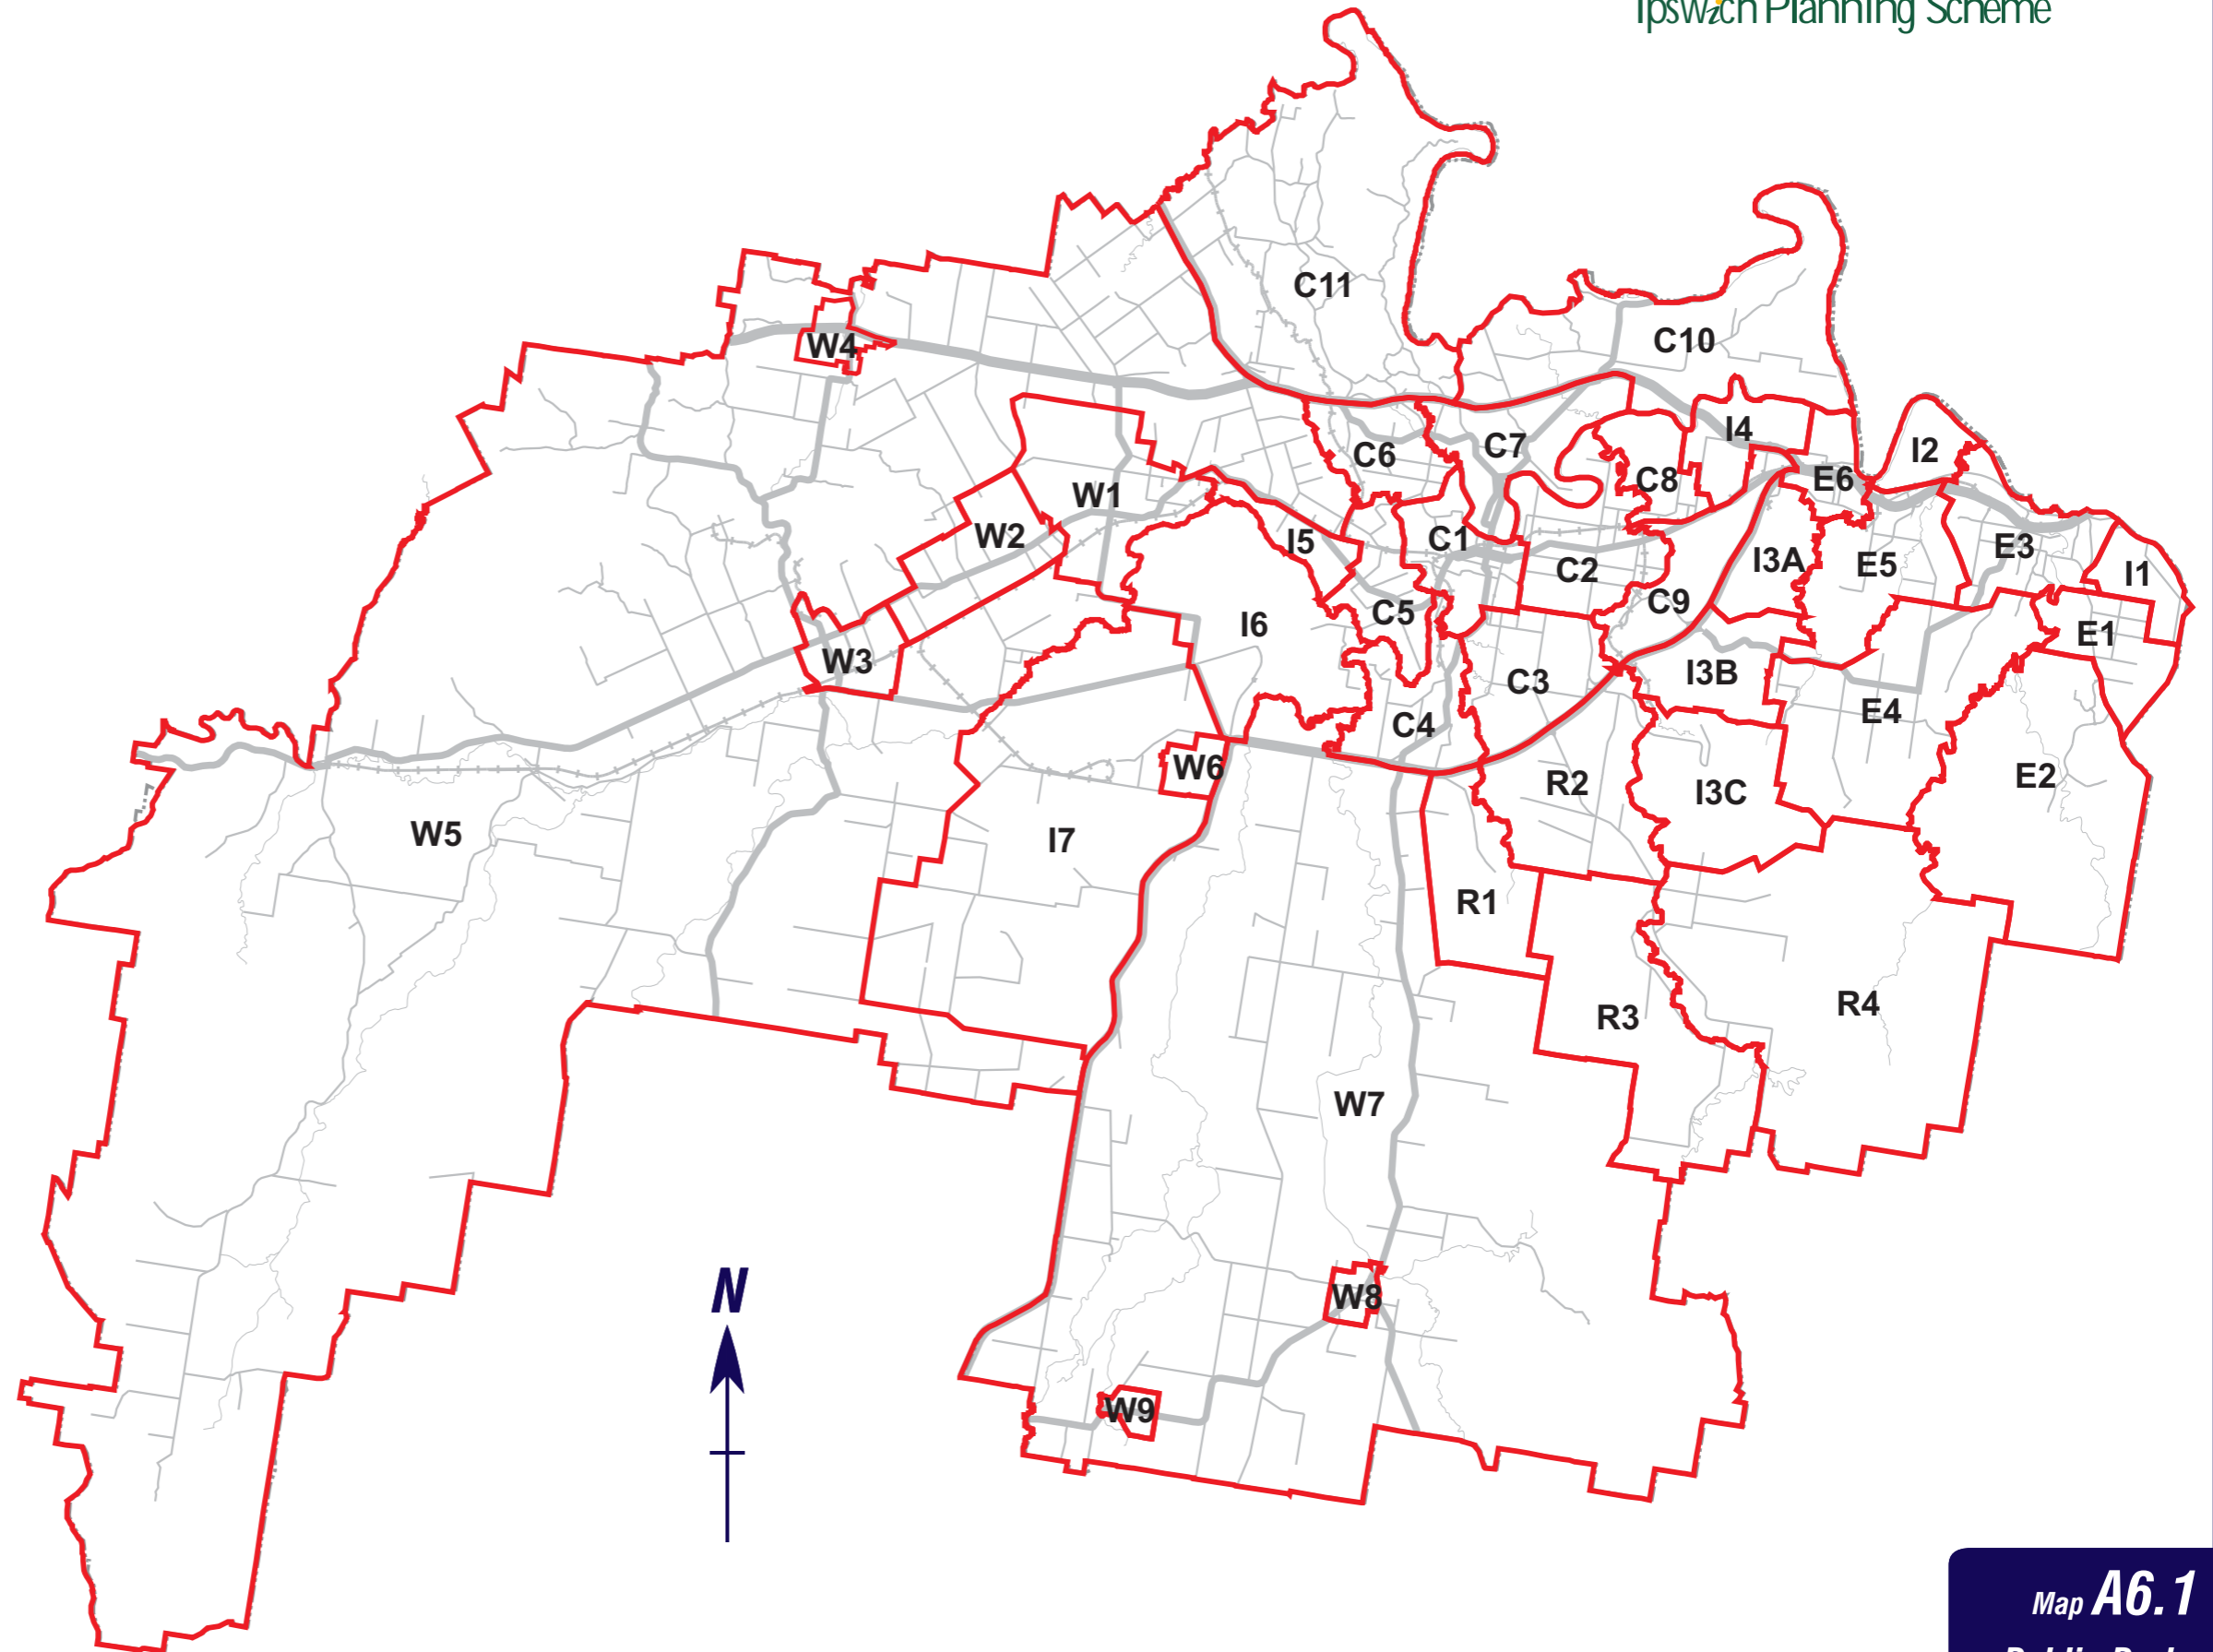 Ipswich Planning Scheme
C11
C10
W4
I4
I2
C7
C6
C8
E6
W1
W2
I5
C1
E3
I3A
E5
C2
I1
C9
C5
I6
E1
W3
I3B
C3
E4
C4
W6
E2
R2
I3C
W5
I7
R1
R4
R3
W7
N
W8
W9
Map A6.1